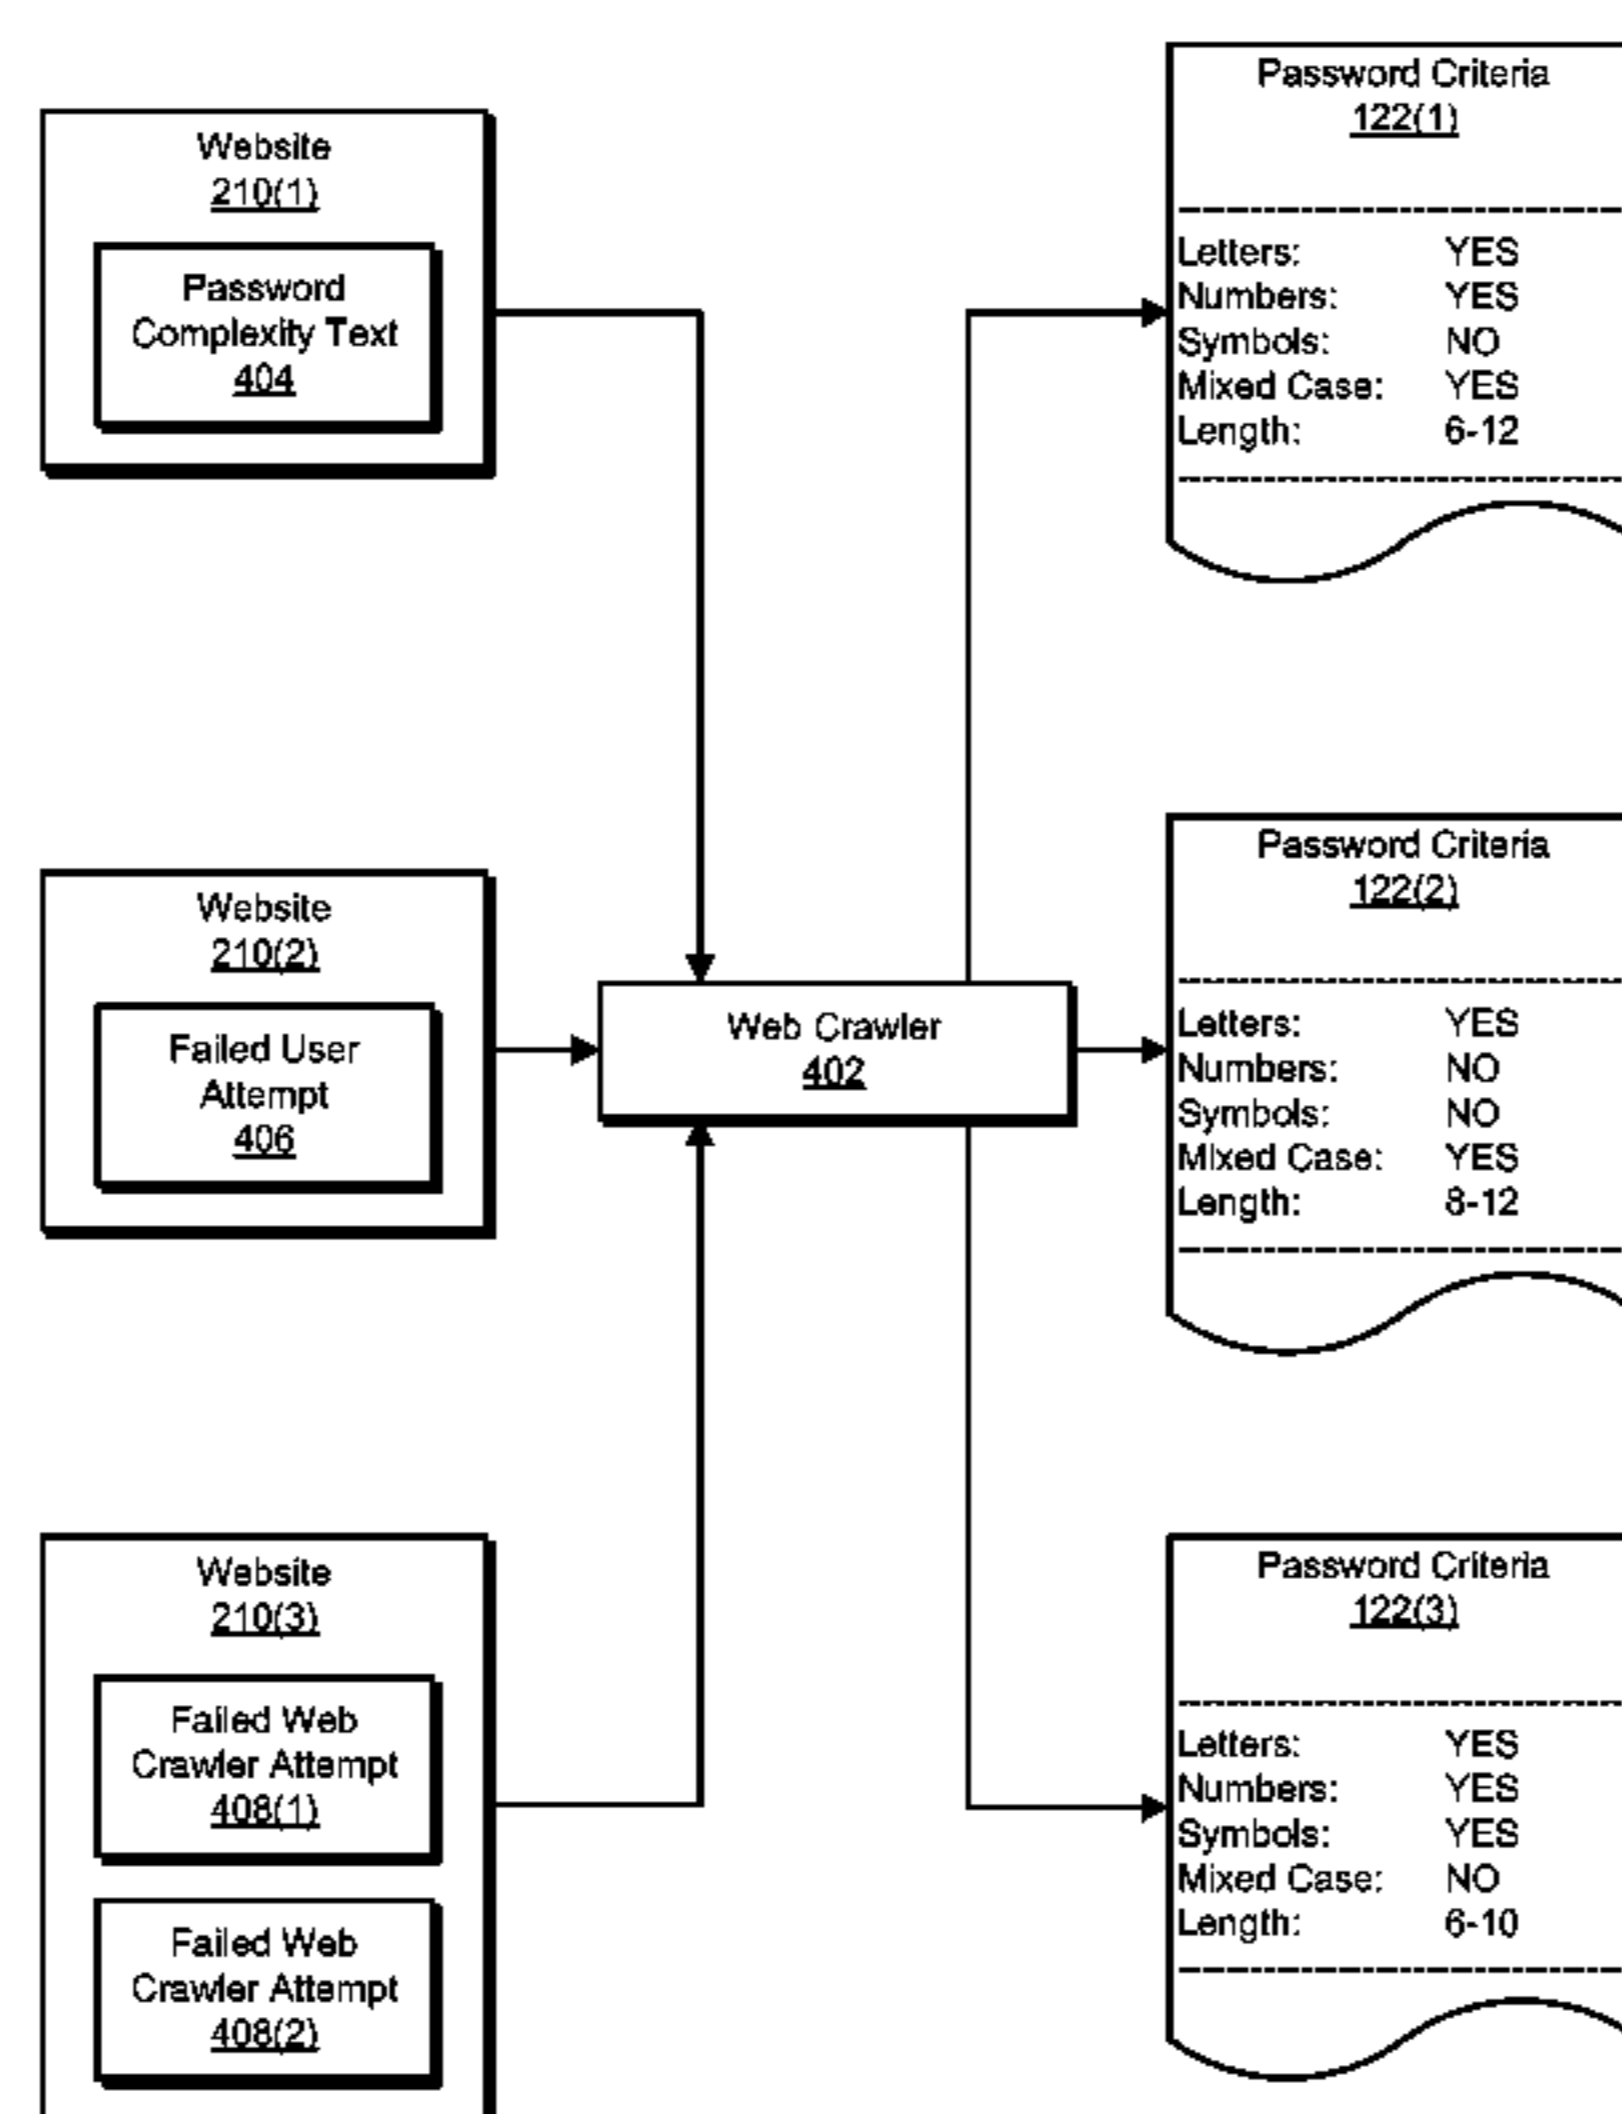 Website
210(1)
Password
Complexity Text
404
Website
210(2)
Failed User
Attempt
406
Website
210(3)
Failed Web
Crawler Attempt
408(1)
Failed Web
Crawler Attempt
408(2)
Web Crawler
402
Password Criteria
122(1)
Letters: YES
Numbers: YES
Symbols: NO
Mixed Case: YES
Length: 6-12
Password Criteria
122(2)
Letters: YES
Numbers: NO
Symbols: NO
Mixed Case: YES
Length: 8-12
Password Criteria
122(3)
Letters: YES
Numbers: YES
Symbols: YES
Mixed Case: NO
Length: 6-10